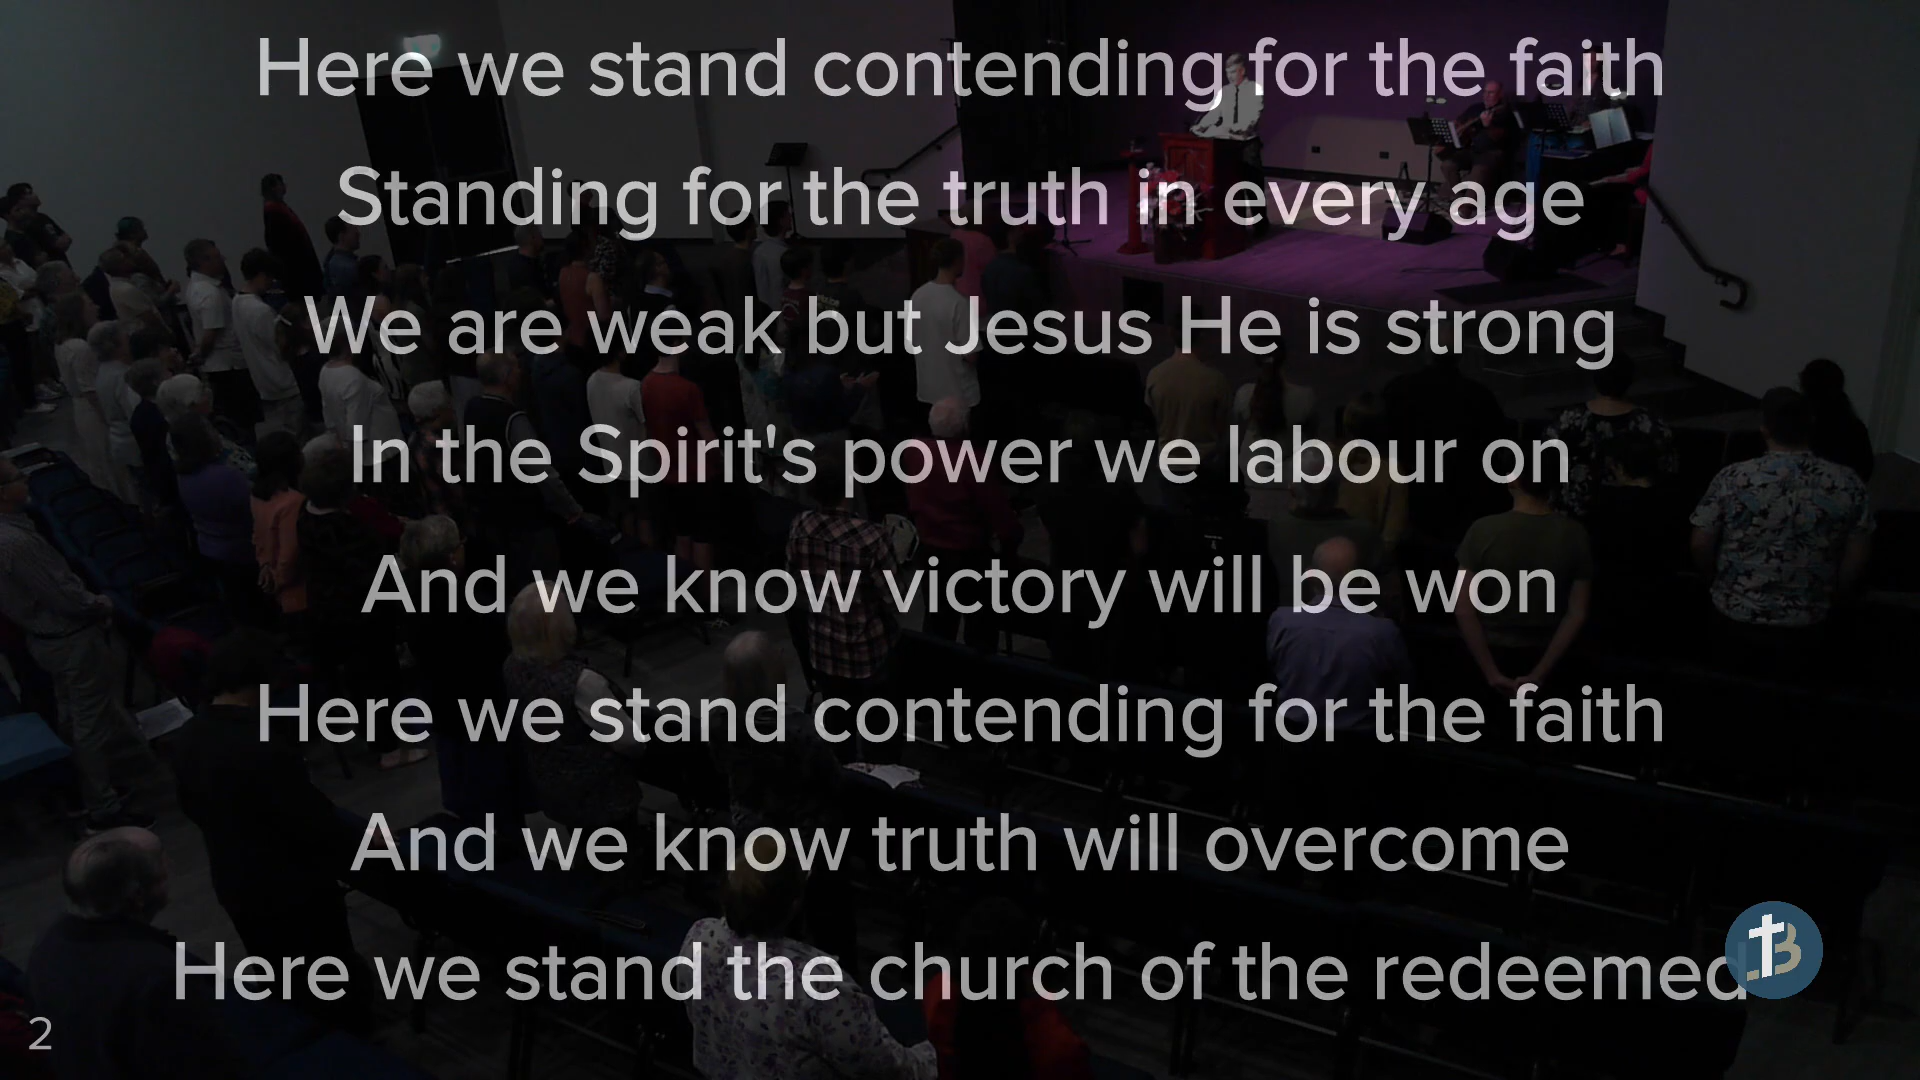 Here we stand contending for the faith
Standing for the truth in every age
We are weak but Jesus He is strong
In the Spirit's power we labour on
And we know victory will be won
Here we stand contending for the faith
And we know truth will overcome
Here we stand the church of the redeemed
B
2